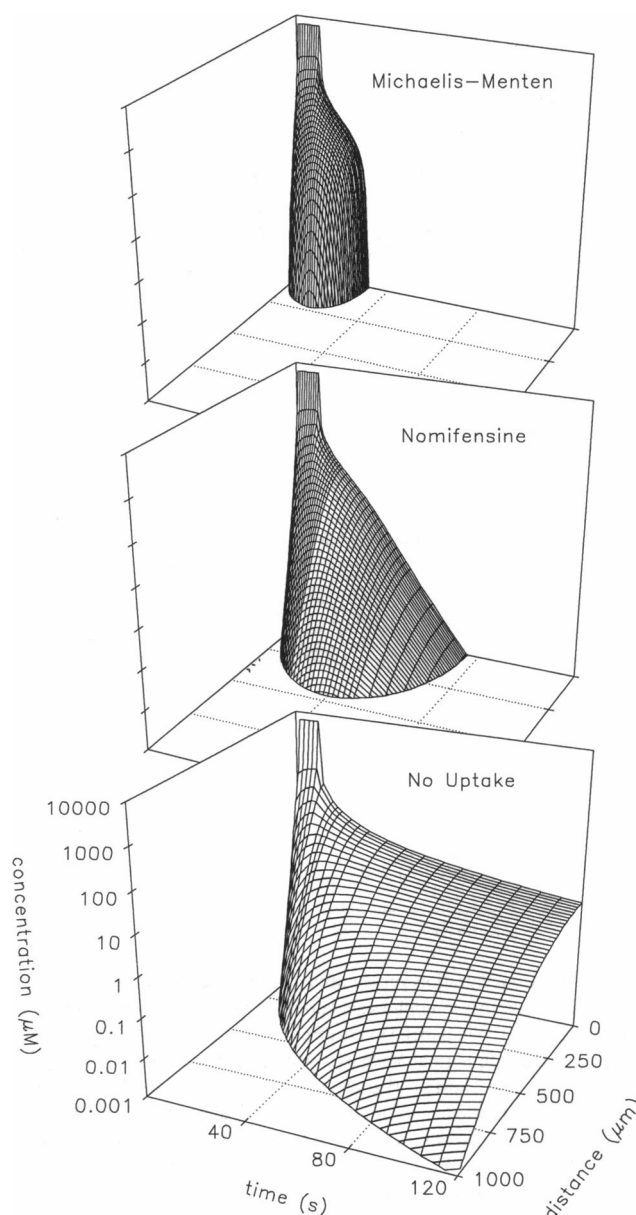 Michaelis-Menten
Nomifensine
No Uptake
10000
1000
100
10
1
0.1
0.01
0.001
concentration (μM)
40
80
120
time (s)
0
250
500
750
1000
distance (μm)